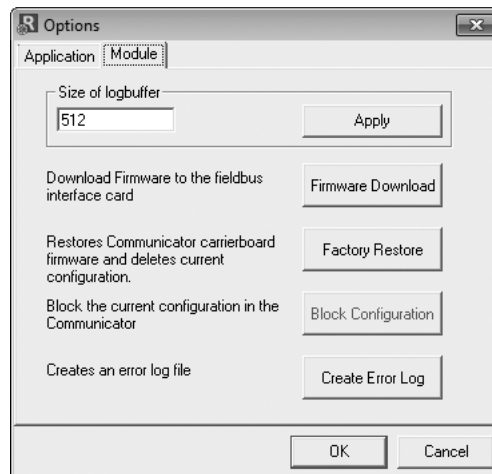 Options
Application Module
Size of logbuffer
512
Apply
Download Firmware to the fieldbus
interface card
Firmware Download
Restores Communicator carrierboard
firmware and deletes current
configuration.
Factory Restore
Block the current configuration in the
Communicator
Block Configuration
Creates an error log file
Create Error Log
OK Cancel